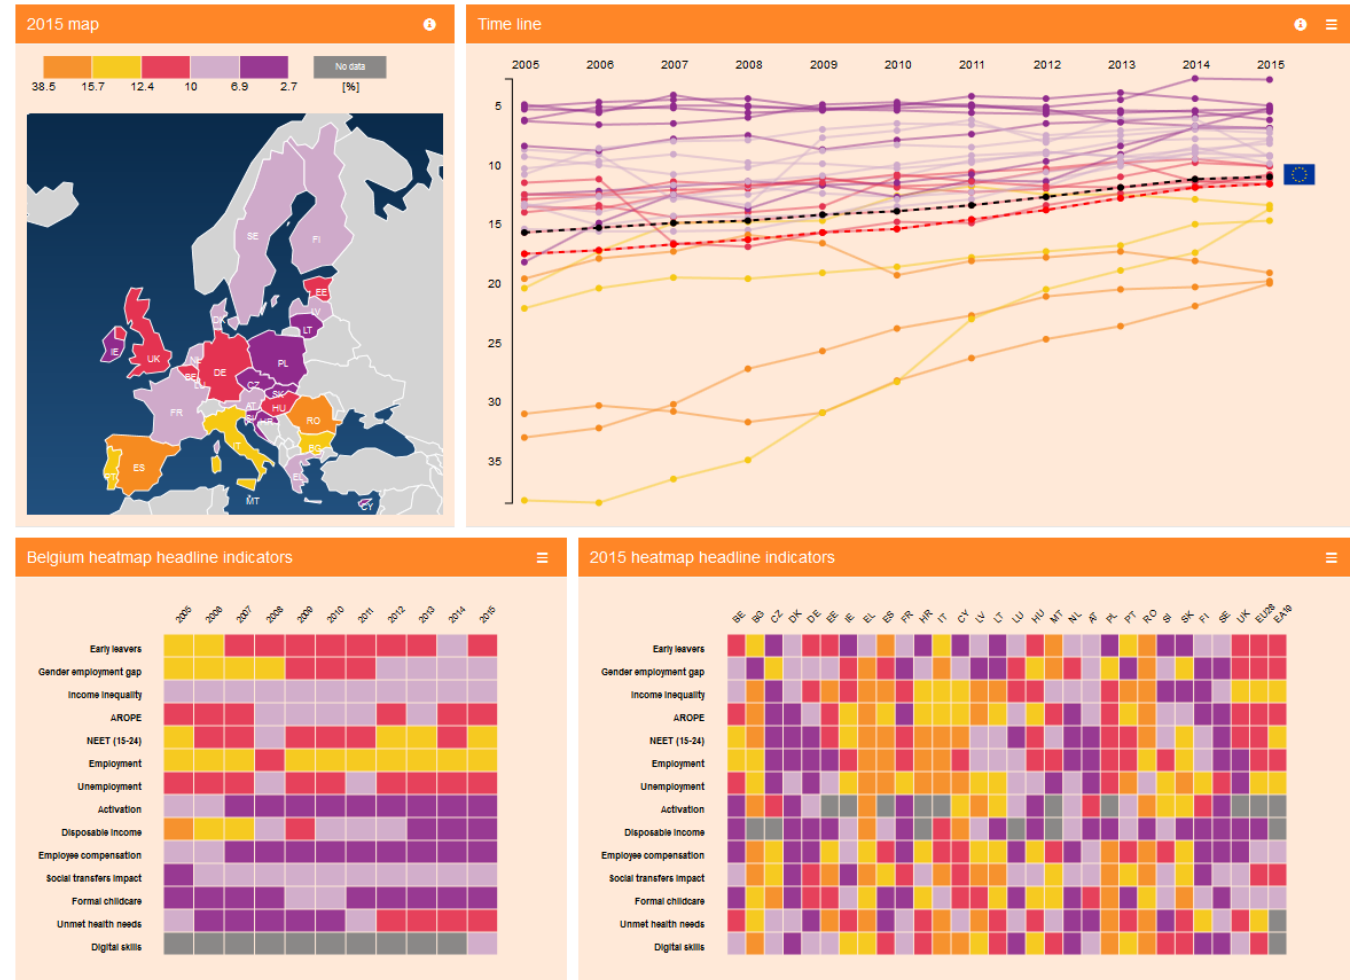 2015 map
38.5 15.7 12.4 10 6.9 2.7
No data
[%]
SE
FI
EE
LV
DK
LT
IE
UK
NL
DE
PL
BE
LU
CZ
SK
FR
AT
HU
SI
HR
RO
IT
BG
PT
ES
EL
MT
CY
Time line
2005 2006 2007 2008 2009 2010 2011 2012 2013 2014 2015
5
10
15
20
25
30
35
Belgium heatmap headline indicators
2005 2006 2007 2008 2009 2010 2011 2012 2013 2014 2015
Early leavers
Gender employment gap
Income inequality
AROPE
NEET (15-24)
Employment
Unemployment
Activation
Disposable income
Employee compensation
Social transfers impact
Formal childcare
Unmet health needs
Digital skills
2015 heatmap headline indicators
BE BG CZ DK DE EE IE EL ES FR HR IT CY LV LT LU HU MT NL AT PL PT RO SI SK FI SE UK EU28 EA19
Early leavers
Gender employment gap
Income inequality
AROPE
NEET (15-24)
Employment
Unemployment
Activation
Disposable income
Employee compensation
Social transfers impact
Formal childcare
Unmet health needs
Digital skills